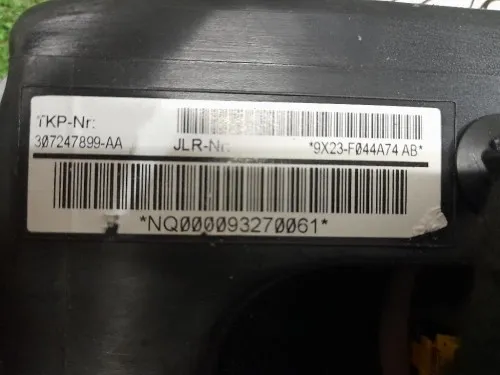 TKP-Nr:
307247899-AA JLR-Nr: *9X23-F044A74 AB*
*NQ000093270061*